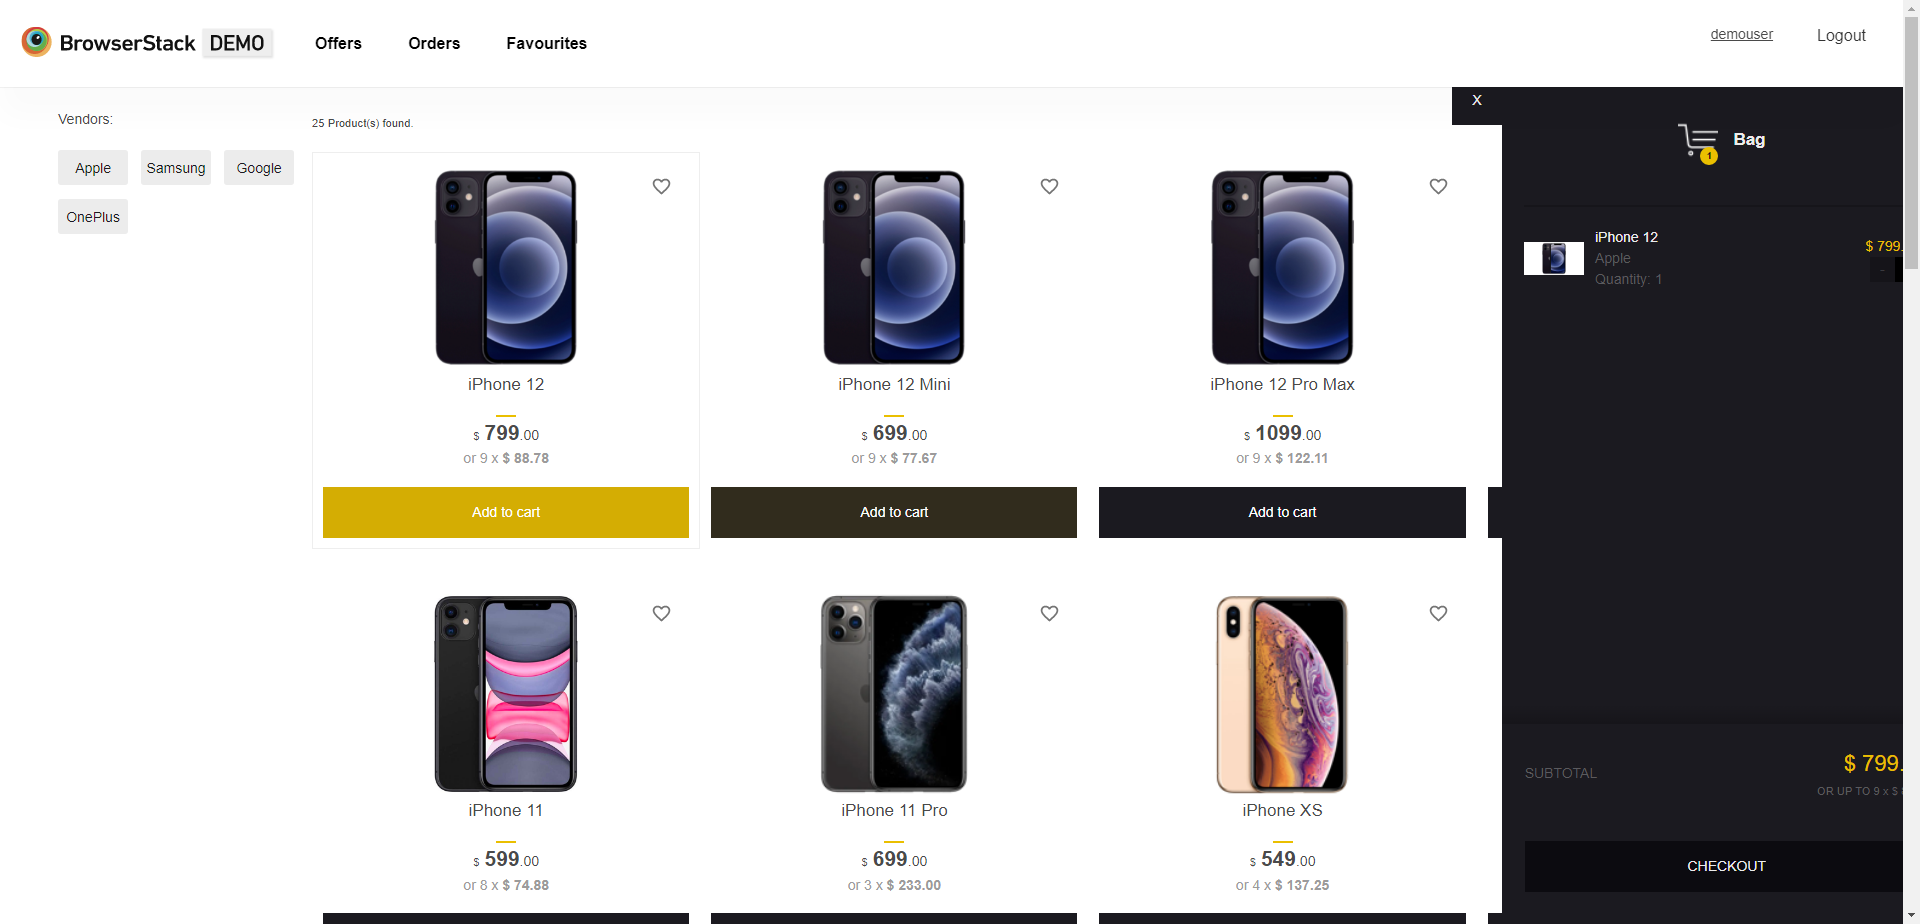 BrowserStack DEMO
Offers
Orders
Favourites
demouser
Logout
Vendors:
Apple
Samsung
Google
OnePlus
25 Product(s) found.
iPhone 12
$ 799.00
or 9 x $ 88.78
Add to cart
iPhone 12 Mini
$ 699.00
or 9 x $ 77.67
Add to cart
iPhone 12 Pro Max
$ 1099.00
or 9 x $ 122.11
Add to cart
iPhone 11
$ 599.00
or 8 x $ 74.88
iPhone 11 Pro
$ 699.00
or 3 x $ 233.00
iPhone XS
$ 549.00
or 4 x $ 137.25
X
1
Bag
iPhone 12
Apple
Quantity: 1
$ 799.
-
SUBTOTAL
$ 799.
OR UP TO 9 x $
CHECKOUT